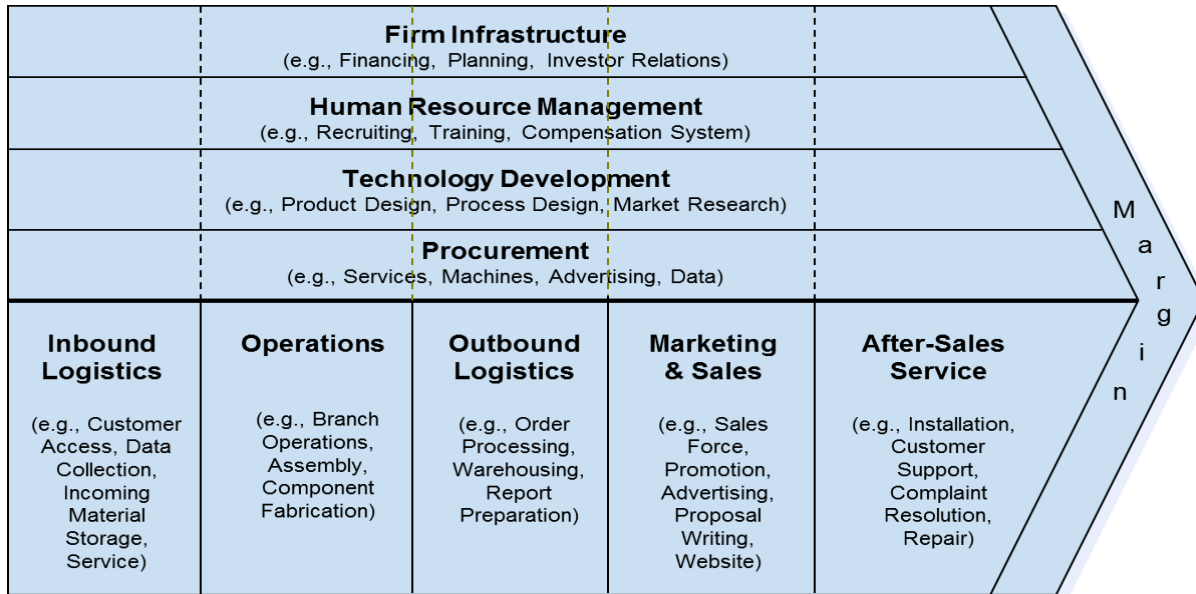 Firm Infrastructure
(e.g., Financing, Planning, Investor Relations)
Human Resource Management
(e.g., Recruiting, Training, Compensation System)
Technology Development
(e.g., Product Design, Process Design, Market Research)
Procurement
(e.g., Services, Machines, Advertising, Data)
Inbound
Logistics
(e.g., Customer
Access, Data
Collection,
Incoming
Material
Storage,
Service)
Operations
(e.g., Branch
Operations,
Assembly,
Component
Fabrication)
Outbound
Logistics
(e.g., Order
Processing,
Warehousing,
Report
Preparation)
Marketing
& Sales
(e.g., Sales
Force,
Promotion,
Advertising,
Proposal
Writing,
Website)
After-Sales
Service
(e.g., Installation,
Customer
Support,
Complaint
Resolution,
Repair)
Margin